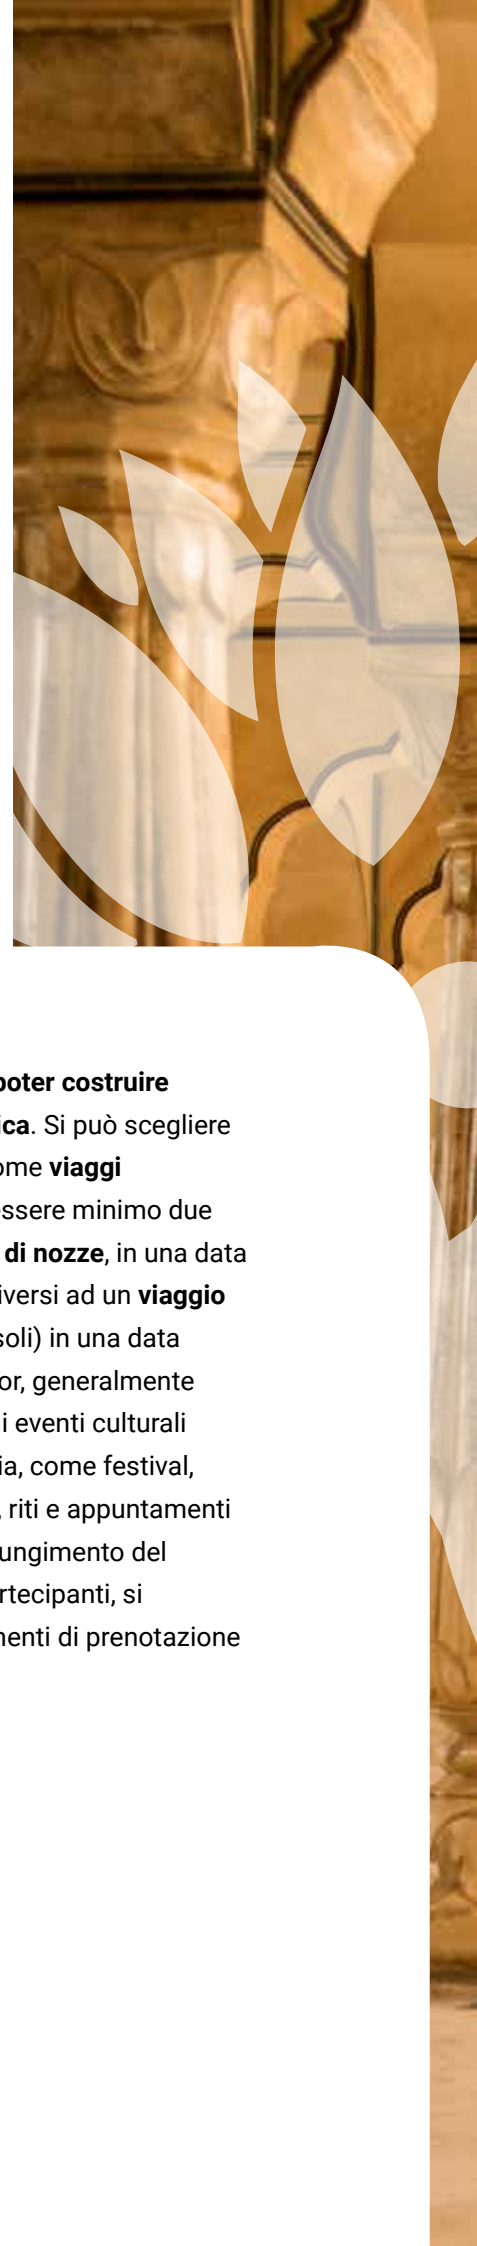 poter costruire
ica. Si può scegliere
ome viaggi
essere minimo due
di nozze, in una data
iversi ad un viaggio
soli) in una data
or, generalmente
i eventi culturali
ia, come festival,
, riti e appuntamenti
ungimento del
rtecipanti, si
nenti di prenotazione